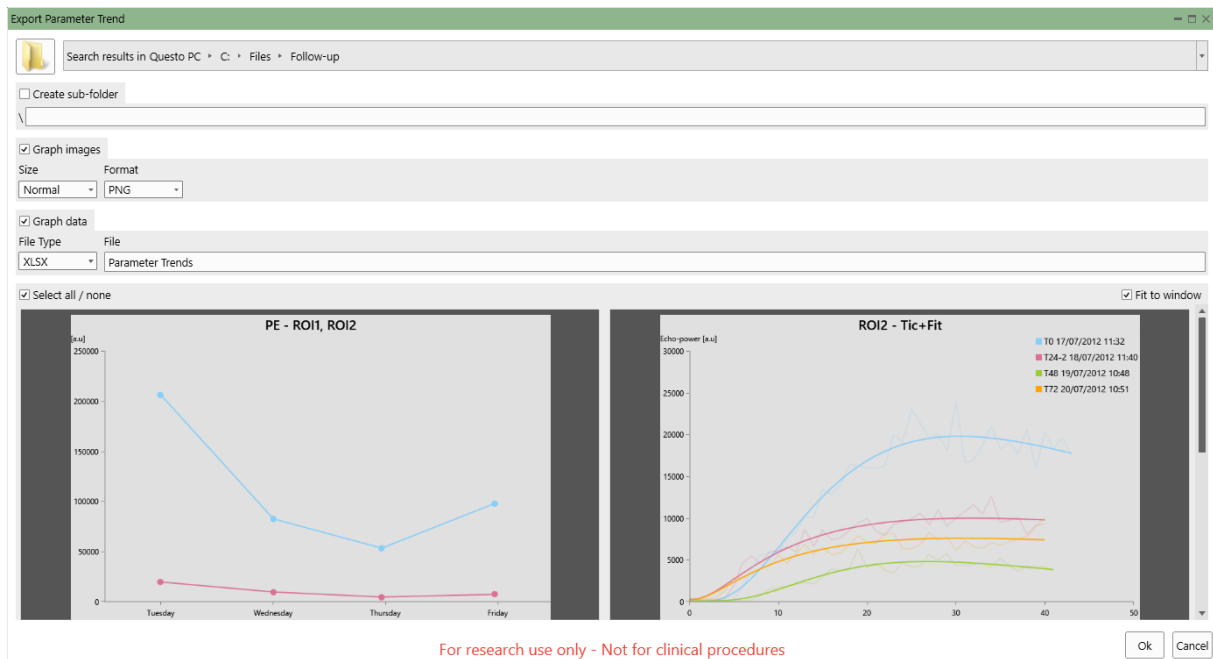 Export Parameter Trend
Search results in Questo PC ‣ C: ‣ Files ‣ Follow-up
Create sub-folder
\
Graph images
Size Format
Normal PNG
Graph data
File Type File
XLSX Parameter Trends
Select all / none Fit to window
PE - ROI1, ROI2
[a.u]
250000
200000
150000
100000
50000
0
Tuesday Wednesday Thursday Friday
ROI2 - Tic+Fit
Echo-power [a.u]
T0 17/07/2012 11:32
T24-2 18/07/2012 11:40
T48 19/07/2012 10:48
T72 20/07/2012 10:51
30000
25000
20000
15000
10000
5000
0
0 10 20 30 40 50
For research use only - Not for clinical procedures
Ok Cancel